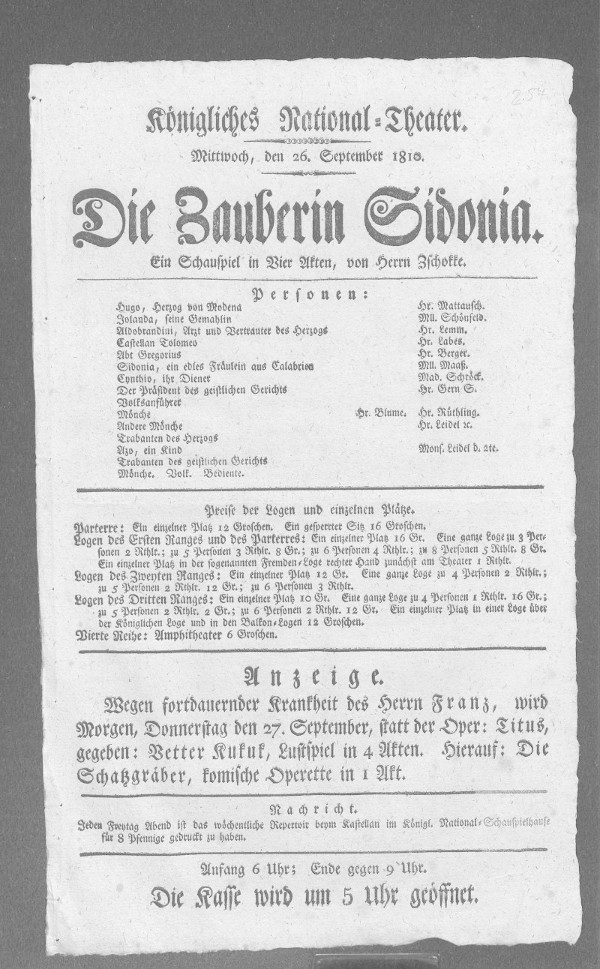 Königliches National-Theater.
Mittwoch, den 26. September 1810.
Die Zauberin Sidonia.
Ein Schauspiel in Vier Akten, von Herrn Zschokke.
Personen:
Hugo, Herzog von Modena Hr. Mattausch.
Jolanda, seine Gemahlin Mll. Schönfeld.
Aldobrandini, Arzt und Vertrauter des Herzogs Hr. Lemm.
Castellan Tolomeo Hr. Labes.
Abt Gregorius Hr. Berger.
Sidonia, ein edles Fräulein aus Calabrien Mll. Maaß.
Cynthio, ihr Diener Mad. Schröck.
Der Präsident des geistlichen Gerichts Hr. Gern S.
Volksanführer
Mönche Hr. Blume. Hr. Rüthling.
Andere Mönche Hr. Leidel ꝛc.
Trabanten des Herzogs
Azo, ein Kind Mons. Leidel d. 2te.
Trabanten des geistlichen Gerichts
Mönche. Volk. Bediente.
Preise der Logen und einzelnen Plätze.
Parterre: Ein einzelner Platz 12 Groschen. Ein gesperrter Sitz 16 Groschen.
Logen des Ersten Ranges und des Parterres: Ein einzelner Platz 16 Gr. Eine ganze Loge zu 3 Per-
sonen 2 Rthlr.; zu 5 Personen 3 Rthlr. 8 Gr.; zu 6 Personen 4 Rthlr.; zu 8 Personen 5 Rthlr. 8 Gr.
Ein einzelner Platz in der sogenannten Fremden-Loge rechter Hand zunächst am Theater 1 Rthlr.
Logen des Zweyten Ranges: Ein einzelner Platz 12 Gr. Eine ganze Loge zu 4 Personen 2 Rthlr.;
zu 5 Personen 2 Rthlr. 12 Gr.; zu 6 Personen 3 Rthlr.
Logen des Dritten Ranges: Ein einzelner Platz 10 Gr. Eine ganze Loge zu 4 Personen 1 Rthlr. 16 Gr.;
zu 5 Personen 2 Rthlr. 2 Gr.; zu 6 Personen 2 Rthlr. 12 Gr. Ein einzelner Platz in einer Loge über
der Königlichen Loge und in den Balkon-Logen 12 Groschen.
Vierte Reihe: Amphitheater 6 Groschen.
Anzeige.
Wegen fortdauernder Krankheit des Herrn Franz, wird
Morgen, Donnerstag den 27. September, statt der Oper: Titus,
gegeben: Vetter Kukuk, Lustspiel in 4 Akten. Hierauf: Die
Schatzgräber, komische Operette in 1 Akt.
Nachricht.
Jeden Freytag Abend ist das wöchentliche Repertoir beym Kastellan im Königl. National-Schauspielhause
für 8 Pfennige gedruckt zu haben.
Anfang 6 Uhr; Ende gegen 9 Uhr.
Die Kasse wird um 5 Uhr geöffnet.